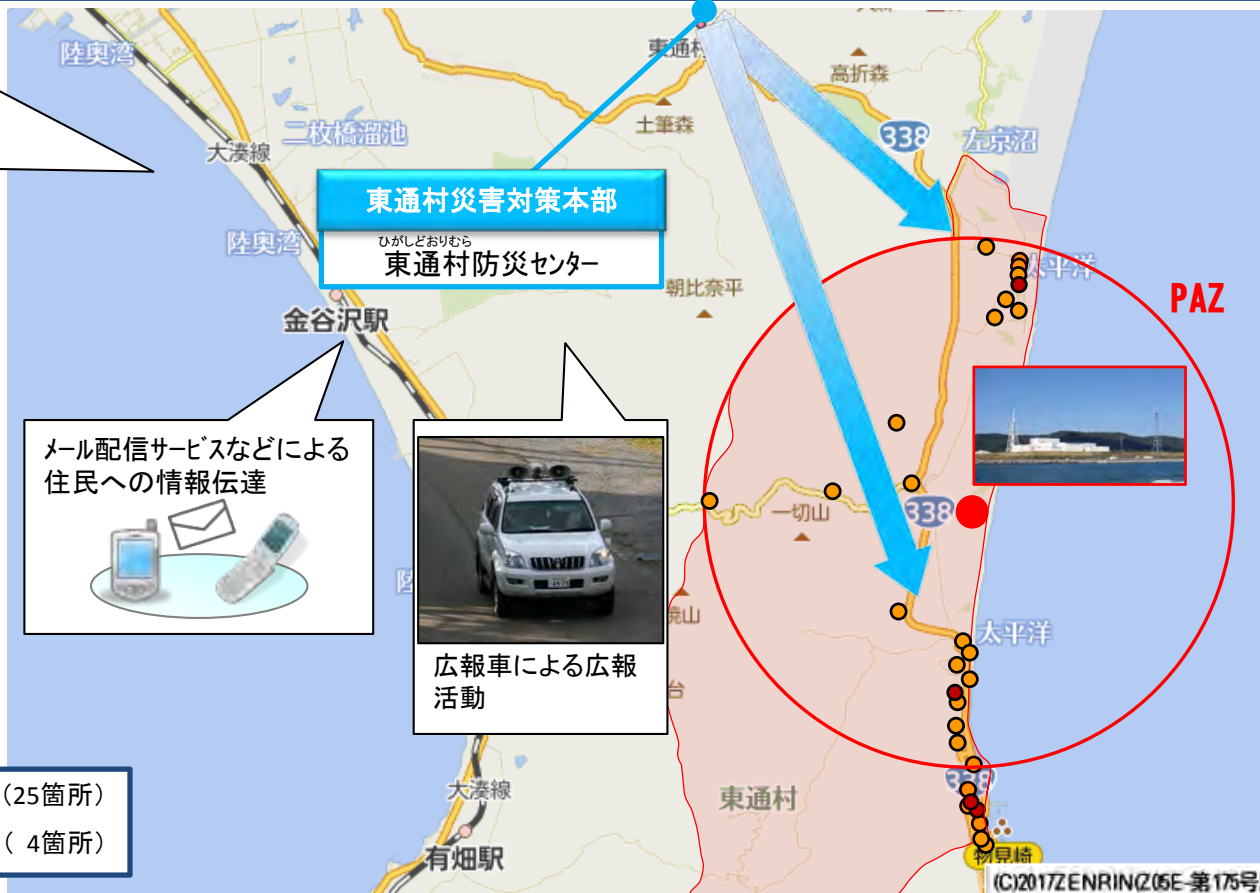 陸奥湾
東通村
高折森
土筆森
二枚橋溜池
大湊線
338
左京沼
東通村災害対策本部
ひがしどおりむら
東通村防災センター
陸奥湾
太平洋
朝比奈平
PAZ
金谷沢駅
メール配信サービスなどによる
住民への情報伝達
一切山
338
太平洋
広報車による広報
活動
大湊線
東通村
338
(25箇所)
( 4箇所)
有畑駅
物見崎
(C)2017ZENRIN(Z05E-第175号